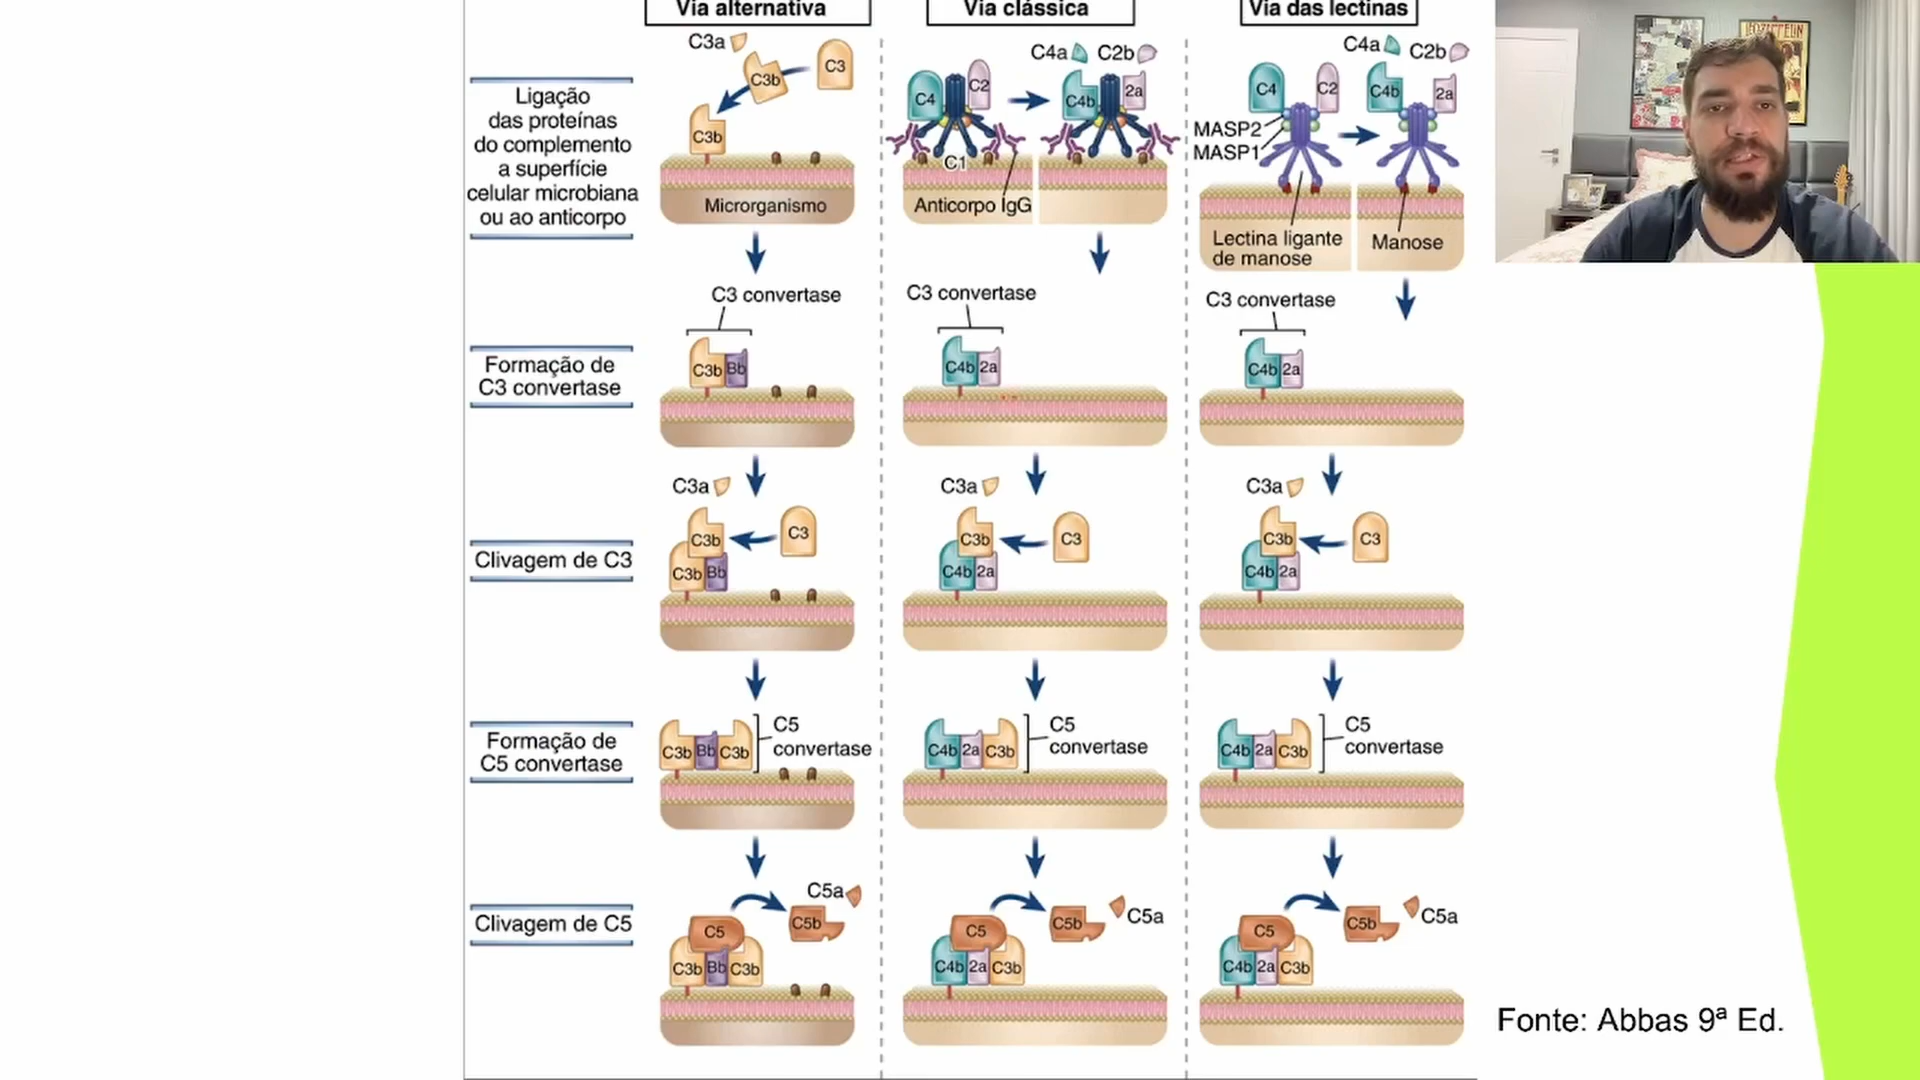 Via alternativa
Via clássica
Via das lectinas
Ligação
das proteínas
do complemento
a superfície
celular microbiana
ou ao anticorpo
C3a
C3b
C3
C3b
Microrganismo
C4a
C2b
C4
C2
C4b
2a
C1
Anticorpo IgG
C4a
C2b
C4
C2
C4b
2a
MASP2
MASP1
Lectina ligante
de manose
Manose
Formação de
C3 convertase
C3 convertase
C3b
Bb
C3 convertase
C4b
2a
C3 convertase
C4b
2a
Clivagem de C3
C3a
C3b
C3
C3b
Bb
C3a
C3b
C3
C4b
2a
C3a
C3b
C3
C4b
2a
Formação de
C5 convertase
C3b
Bb
C3b
C5
convertase
C4b
2a
C3b
C5
convertase
C4b
2a
C3b
C5
convertase
Clivagem de C5
C5a
C5b
C5
C3b
Bb
C3b
C5a
C5b
C5
C4b
2a
C3b
C5a
C5b
C5
C4b
2a
C3b
Fonte: Abbas 9ª Ed.